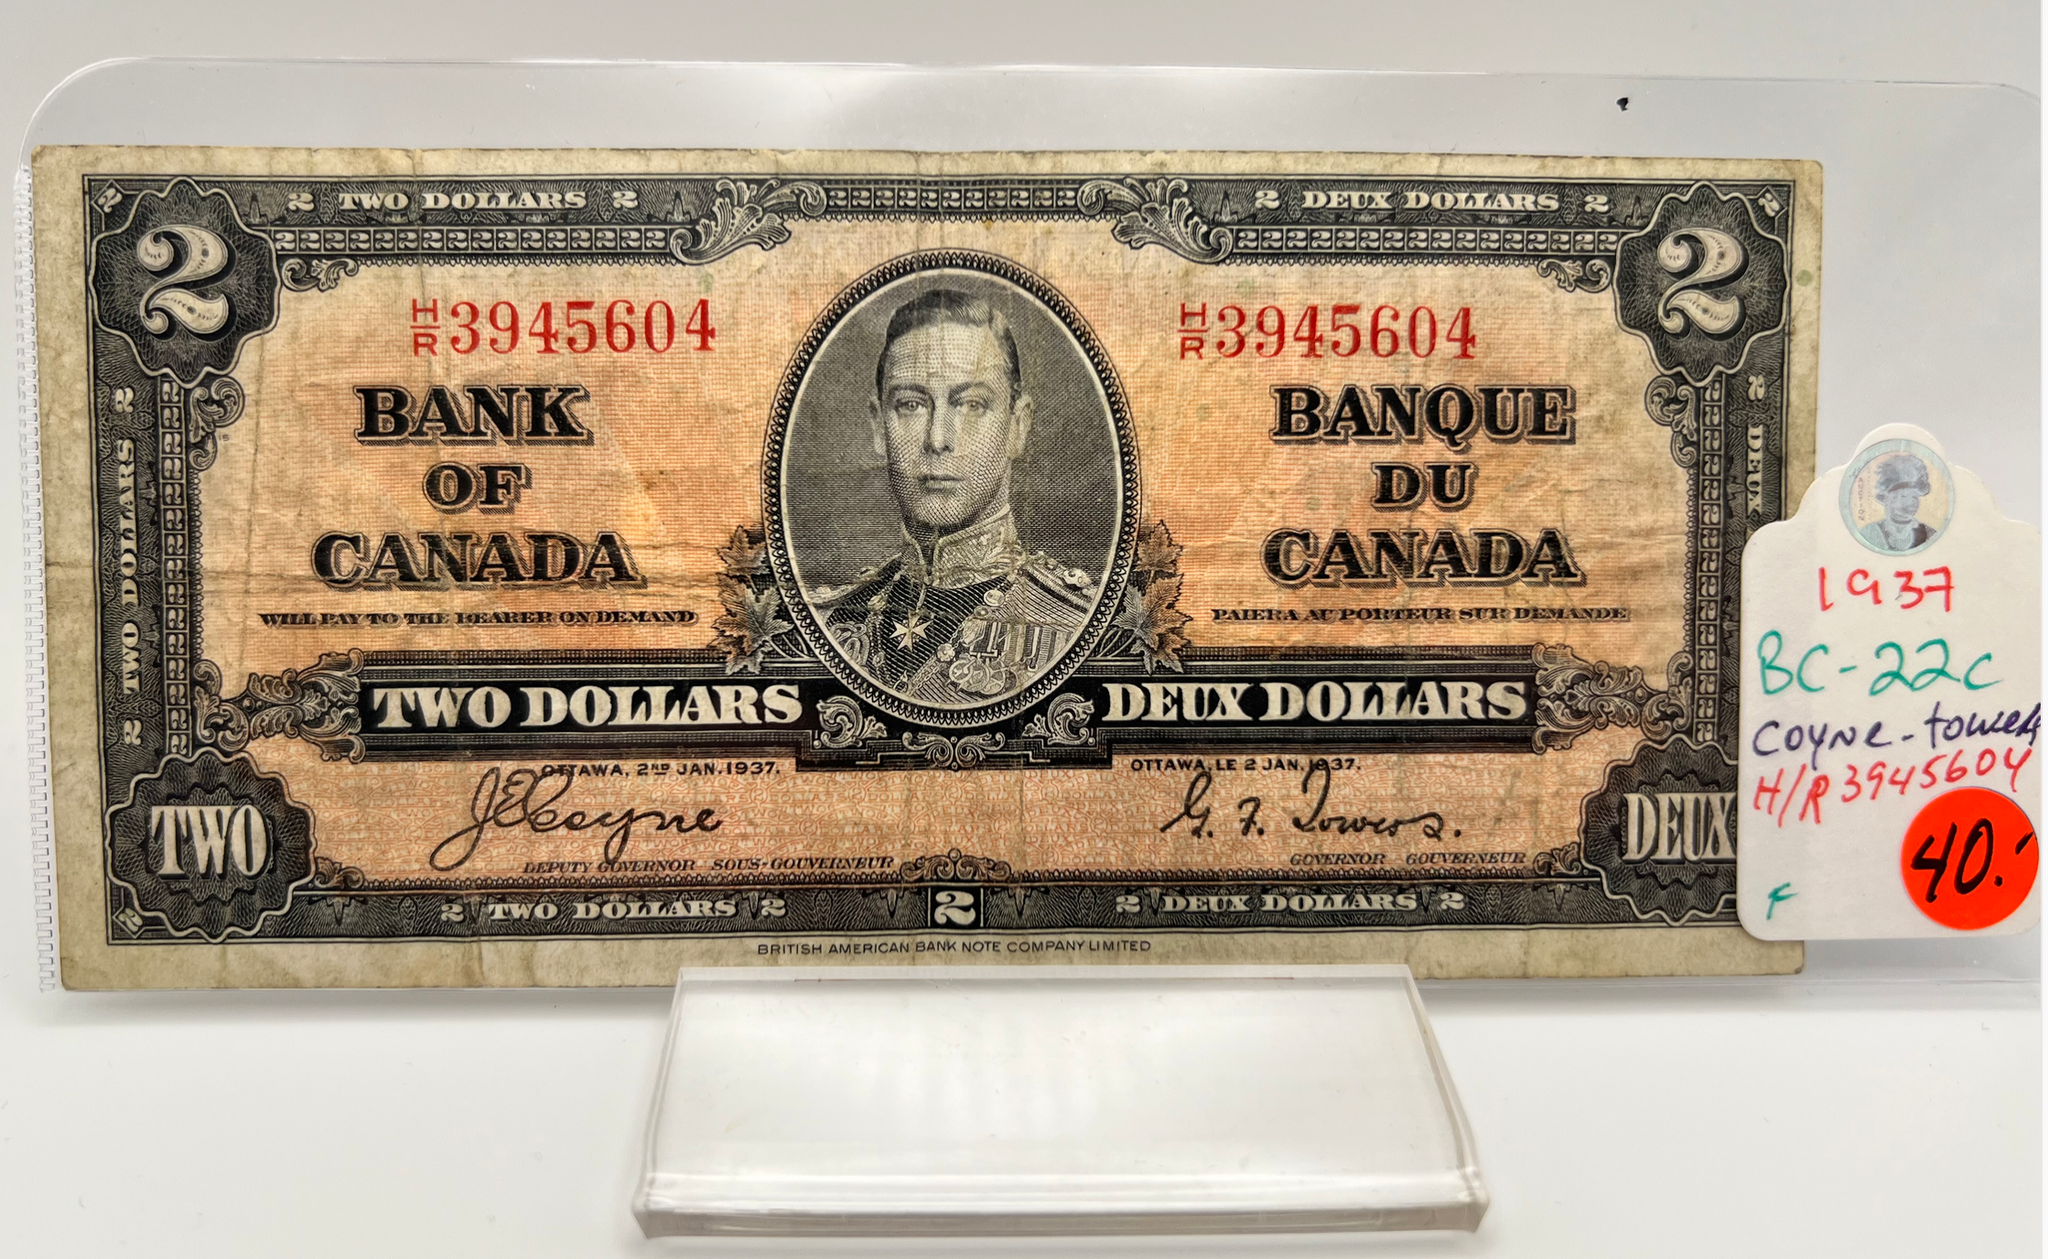 2 TWO DOLLARS 2
2222222222222
2 DEUX DOLLARS 2
2
2
H/R 3945604
H/R 3945604
BANK
OF
CANADA
WILL PAY TO THE BEARER ON DEMAND
BANQUE
DU
CANADA
PAIERA AU PORTEUR SUR DEMANDE
2 TWO DOLLARS 2
2 DEUX
TWO DOLLARS
DEUX DOLLARS
OTTAWA, 2ND JAN. 1937.
OTTAWA, LE 2 JAN. 1937.
J E Coyne
G. F. Towers.
DEPUTY GOVERNOR SOUS-GOUVERNEUR
GOVERNOR GOUVERNEUR
TWO
DEUX
2 TWO DOLLARS 2
2
2 DEUX DOLLARS 2
BRITISH AMERICAN BANK NOTE COMPANY LIMITED
1937
BC-22c
COYNE-TOWERS
H/R 3945604
40.-
F